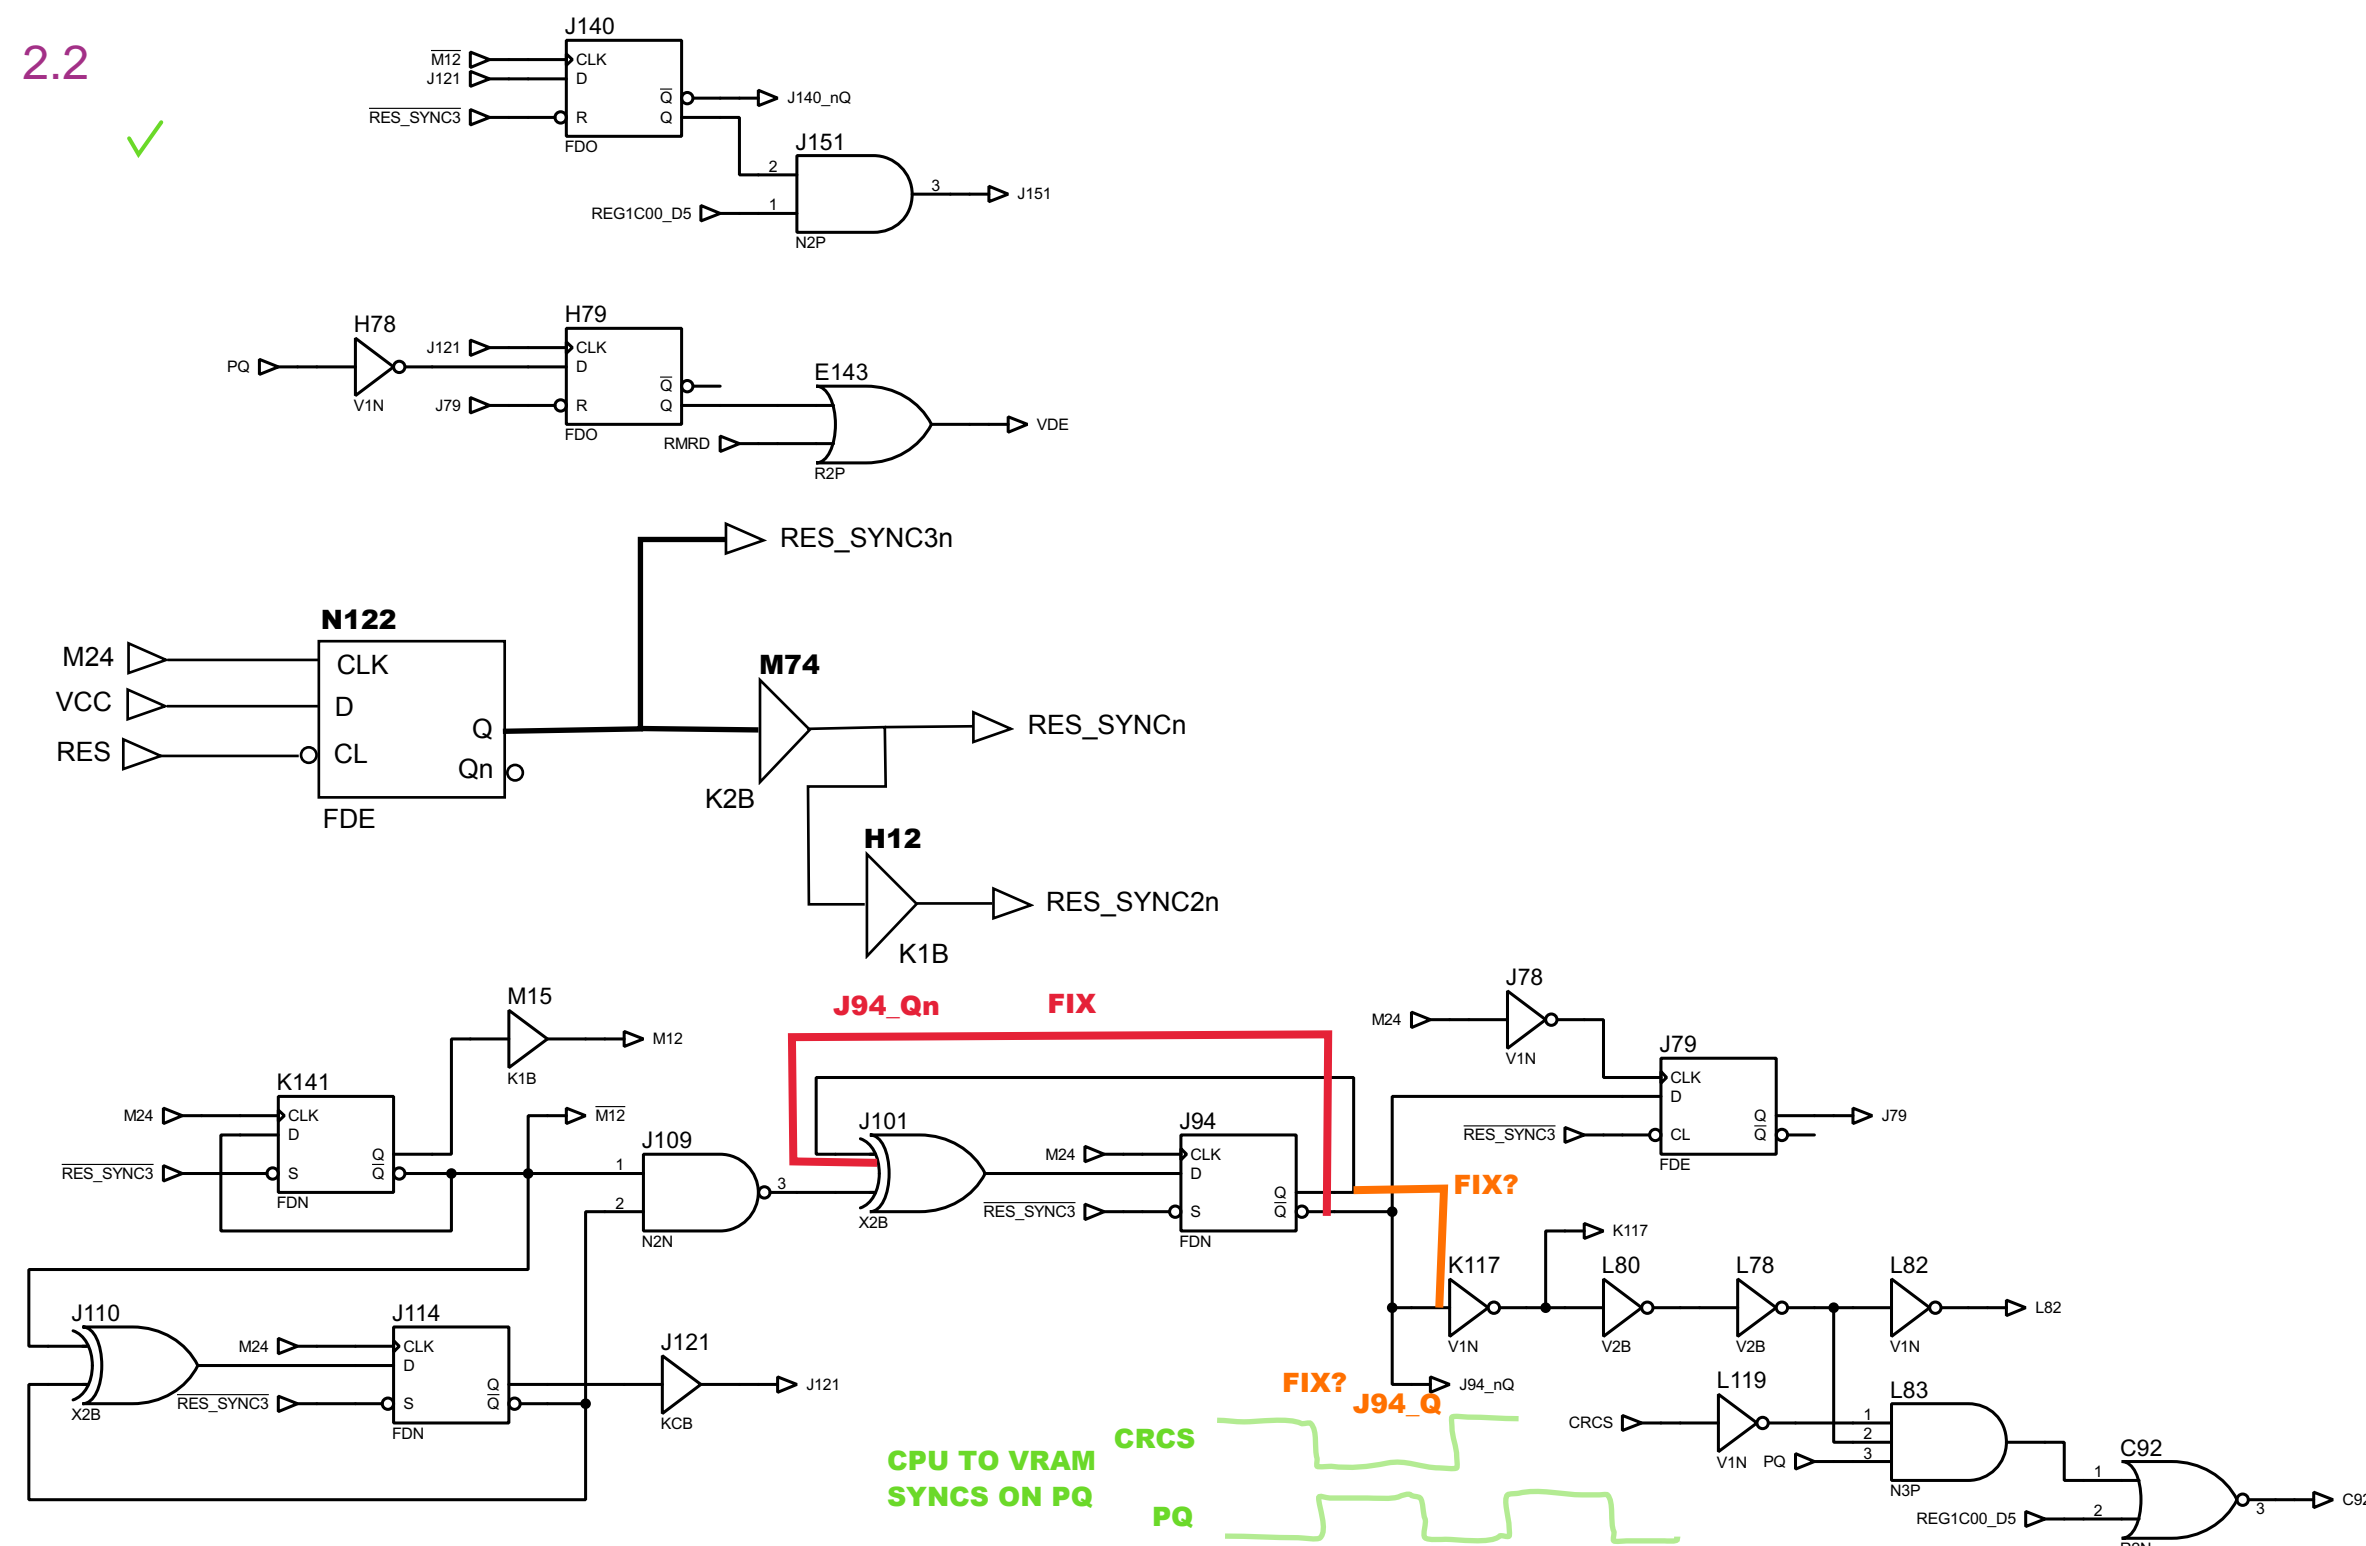 2.2
J140
M12
CLK
J121
D
Q
J140_nQ
RES_SYNC3
R
Q
FDO
J151
2
3
J151
REG1C00_D5
1
N2P
H79
H78
J121
CLK
PQ
D
Q
V1N
J79
R
Q
FDO
E143
VDE
RMRD
R2P
RES_SYNC3n
N122
M24
CLK
VCC
D
Q
RES
CL
Qn
FDE
M74
RES_SYNCn
K2B
H12
RES_SYNC2n
K1B
M15
M12
K1B
K141
M24
CLK
D
M12
Q
RES_SYNC3
S
Q
FDN
J109
1
3
2
N2N
J94_Qn
FIX
J101
X2B
J94
M24
CLK
D
Q
RES_SYNC3
S
Q
FDN
FIX?
J78
M24
V1N
J79
CLK
D
Q
J79
RES_SYNC3
CL
Q
FDE
K117
K117
L80
L78
L82
L82
V1N
V2B
V2B
V1N
J110
X2B
J114
M24
CLK
D
Q
RES_SYNC3
S
Q
FDN
J121
J121
KCB
FIX?
J94_nQ
J94_Q
L119
L83
CRCS
1
2
V1N
PQ
3
N3P
C92
1
3
C92
REG1C00_D5
2
CRCS
CPU TO VRAM
SYNCS ON PQ
PQ